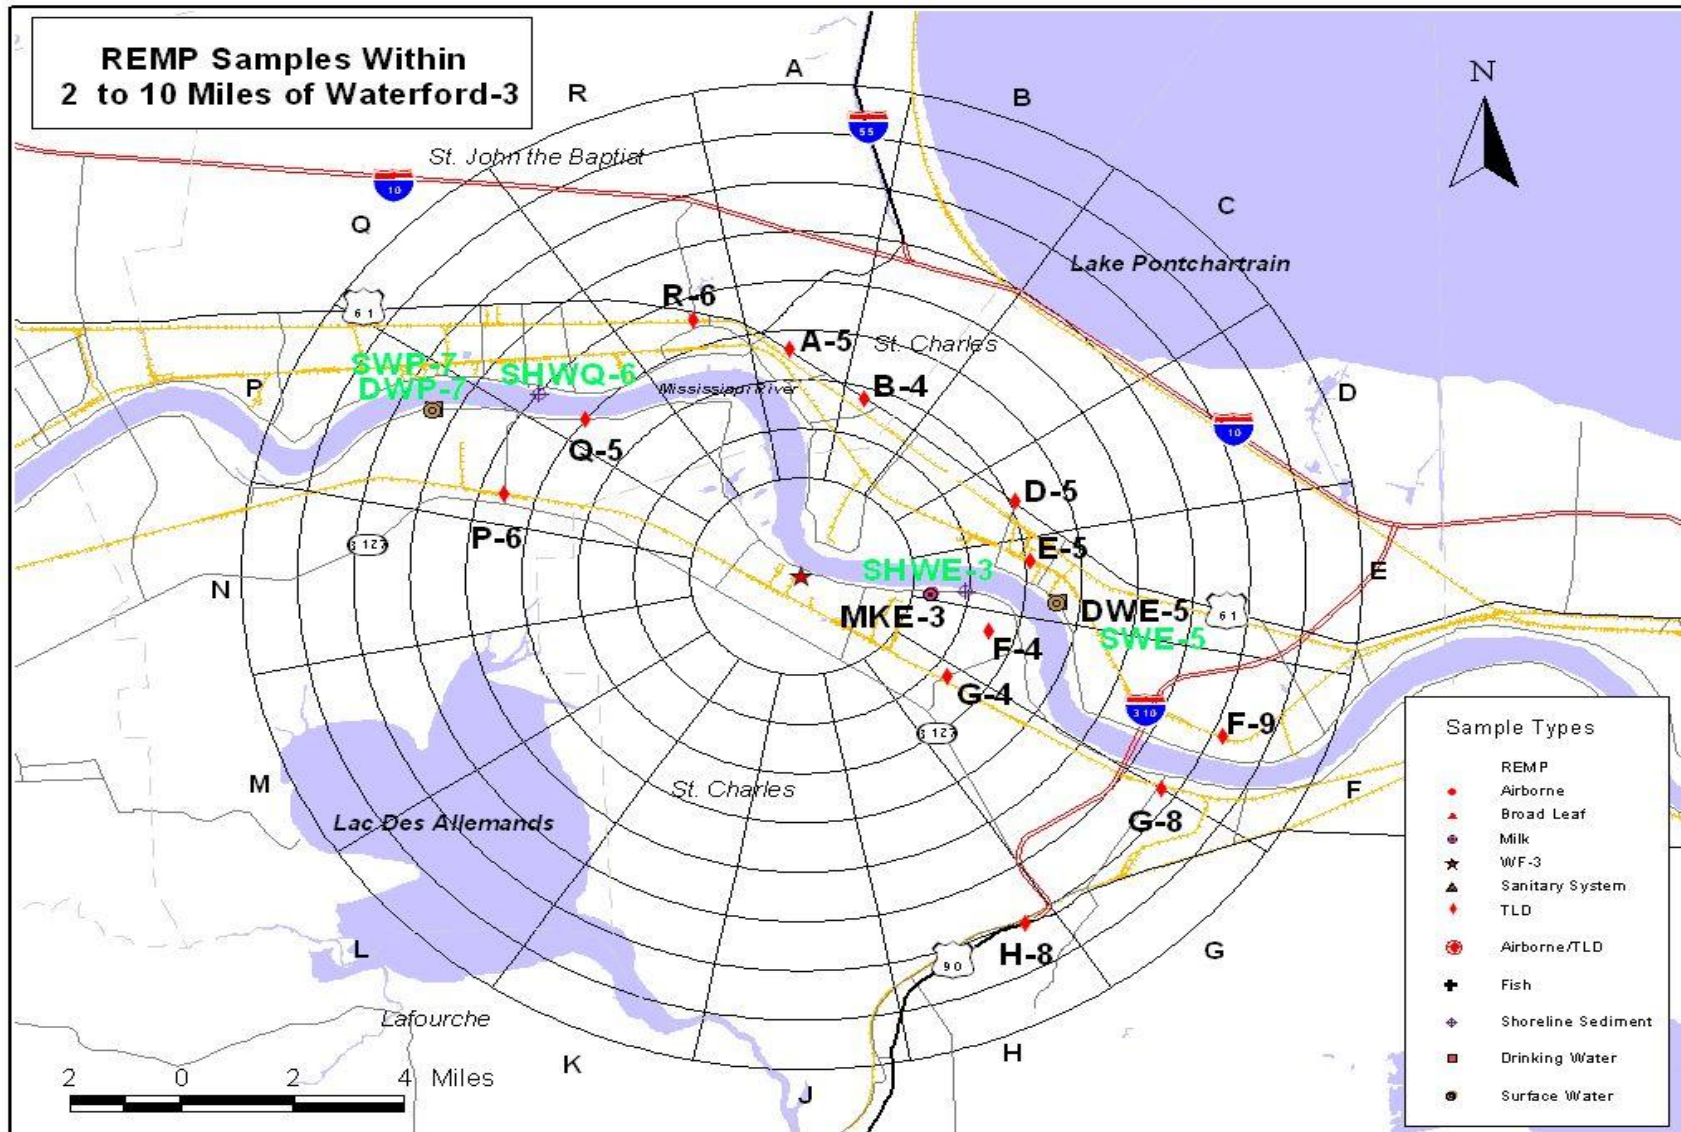 REMP Samples Within
2 to 10 Miles of Waterford-3
A
R
B
N
55
St. John the Baptist
10
Q
C
Lake Pontchartrain
R-6
61
A-5
St. Charles
SWP-7
DWP-7
SHWQ-6
Mississippi River
P
B-4
D
10
Q-5
D-5
P-6
3127
E-5
SHWE-3
E
N
MKE-3
DWE-5
61
SWE-5
F-4
G-4
3127
310
F-9
M
St. Charles
F
Lac Des Allemands
G-8
L
H-8
90
G
Lafourche
K
H
J
2 0 2 4 Miles
Sample Types
REMP
Airborne
Broad Leaf
Milk
WF-3
Sanitary System
TLD
Airborne/TLD
Fish
Shoreline Sediment
Drinking Water
Surface Water